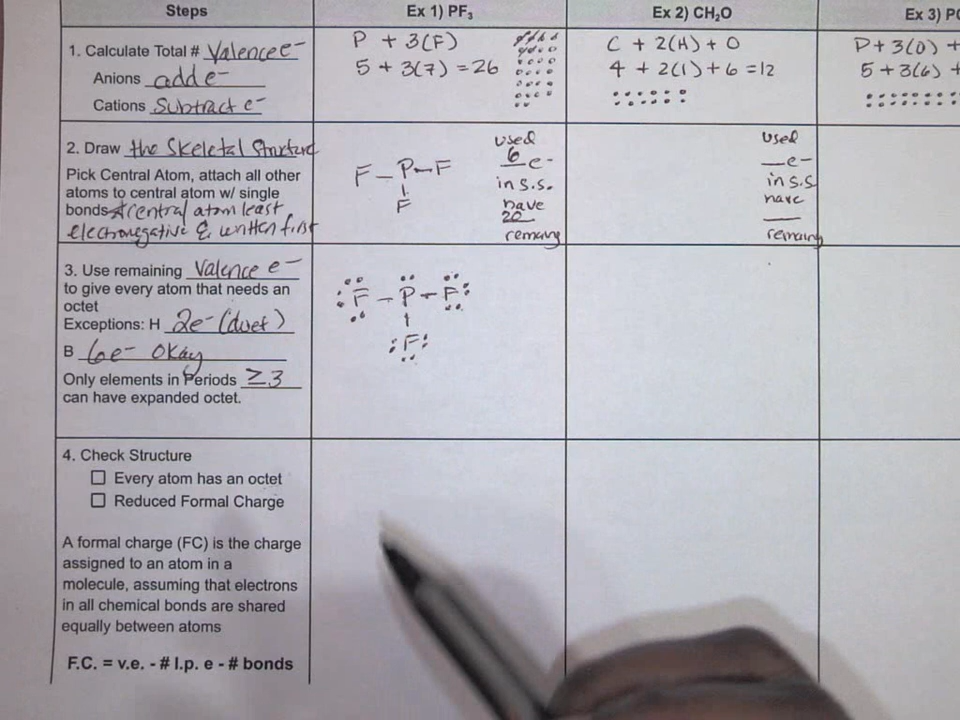 Steps
Ex 1) PF₃
Ex 2) CH₂O
Ex 3) PO
1. Calculate Total # Valence e-
Anions add e-
Cations Subtract e-
P + 3(F)
5 + 3(7) = 26
C + 2(H) + O
4 + 2(1) + 6 = 12
P + 3(O) +
5 + 3(6) +
2. Draw the skeletal structure
Pick Central Atom, attach all other
atoms to central atom w/ single
bonds * central atom least
electronegative & written first
F - P - F
F
used
6 e-
in s.s.
have
20
remaing
used
e-
in s.s
have
remaing
3. Use remaining Valence e-
to give every atom that needs an
octet
Exceptions: H 2e- (duet)
B 6e- Okay
Only elements in Periods ≥3
can have expanded octet.
F - P - F
F
4. Check Structure
Every atom has an octet
Reduced Formal Charge
A formal charge (FC) is the charge
assigned to an atom in a
molecule, assuming that electrons
in all chemical bonds are shared
equally between atoms
F.C. = v.e. - # l.p. e - # bonds